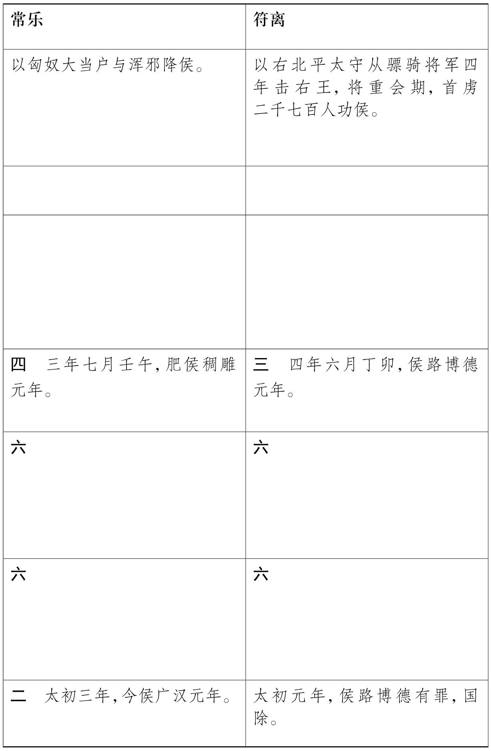 常乐
符离
以匈奴大当户与浑邪降侯。
以右北平太守从骠骑将军四
年击右王，将重会期，首虏
二千七百人功侯。
四　三年七月壬午，肥侯稠雕
元年。
三　四年六月丁卯，侯路博德
元年。
六
六
六
六
二　太初三年，今侯广汉元年。
太初元年，侯路博德有罪，国
除。